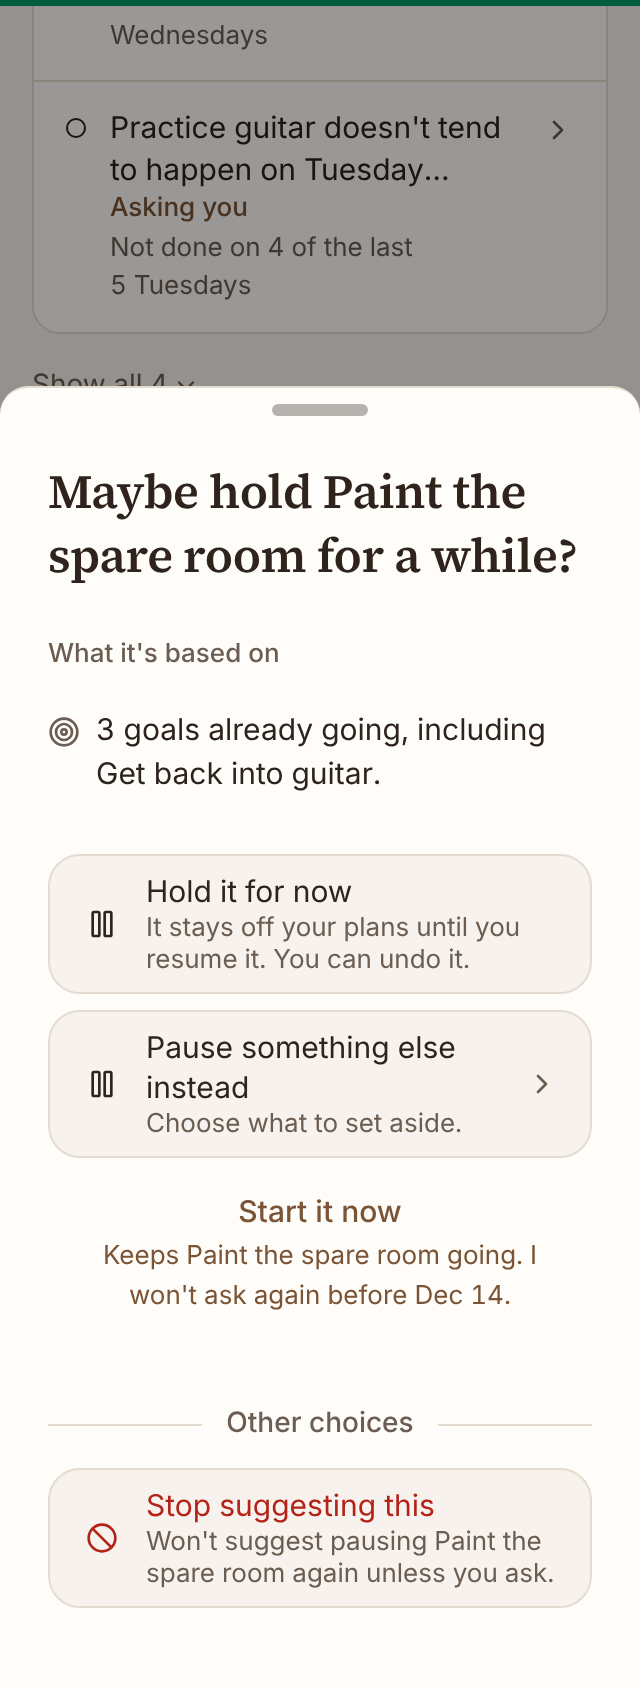 Wednesdays
Practice guitar doesn't tend
to happen on Tuesday...
Asking you
Not done on 4 of the last
5 Tuesdays
Show all 4
Maybe hold Paint the
spare room for a while?
What it's based on
3 goals already going, including
Get back into guitar.
Hold it for now
It stays off your plans until you
resume it. You can undo it.
Pause something else
instead
Choose what to set aside.
Start it now
Keeps Paint the spare room going. I
won't ask again before Dec 14.
Other choices
Stop suggesting this
Won't suggest pausing Paint the
spare room again unless you ask.